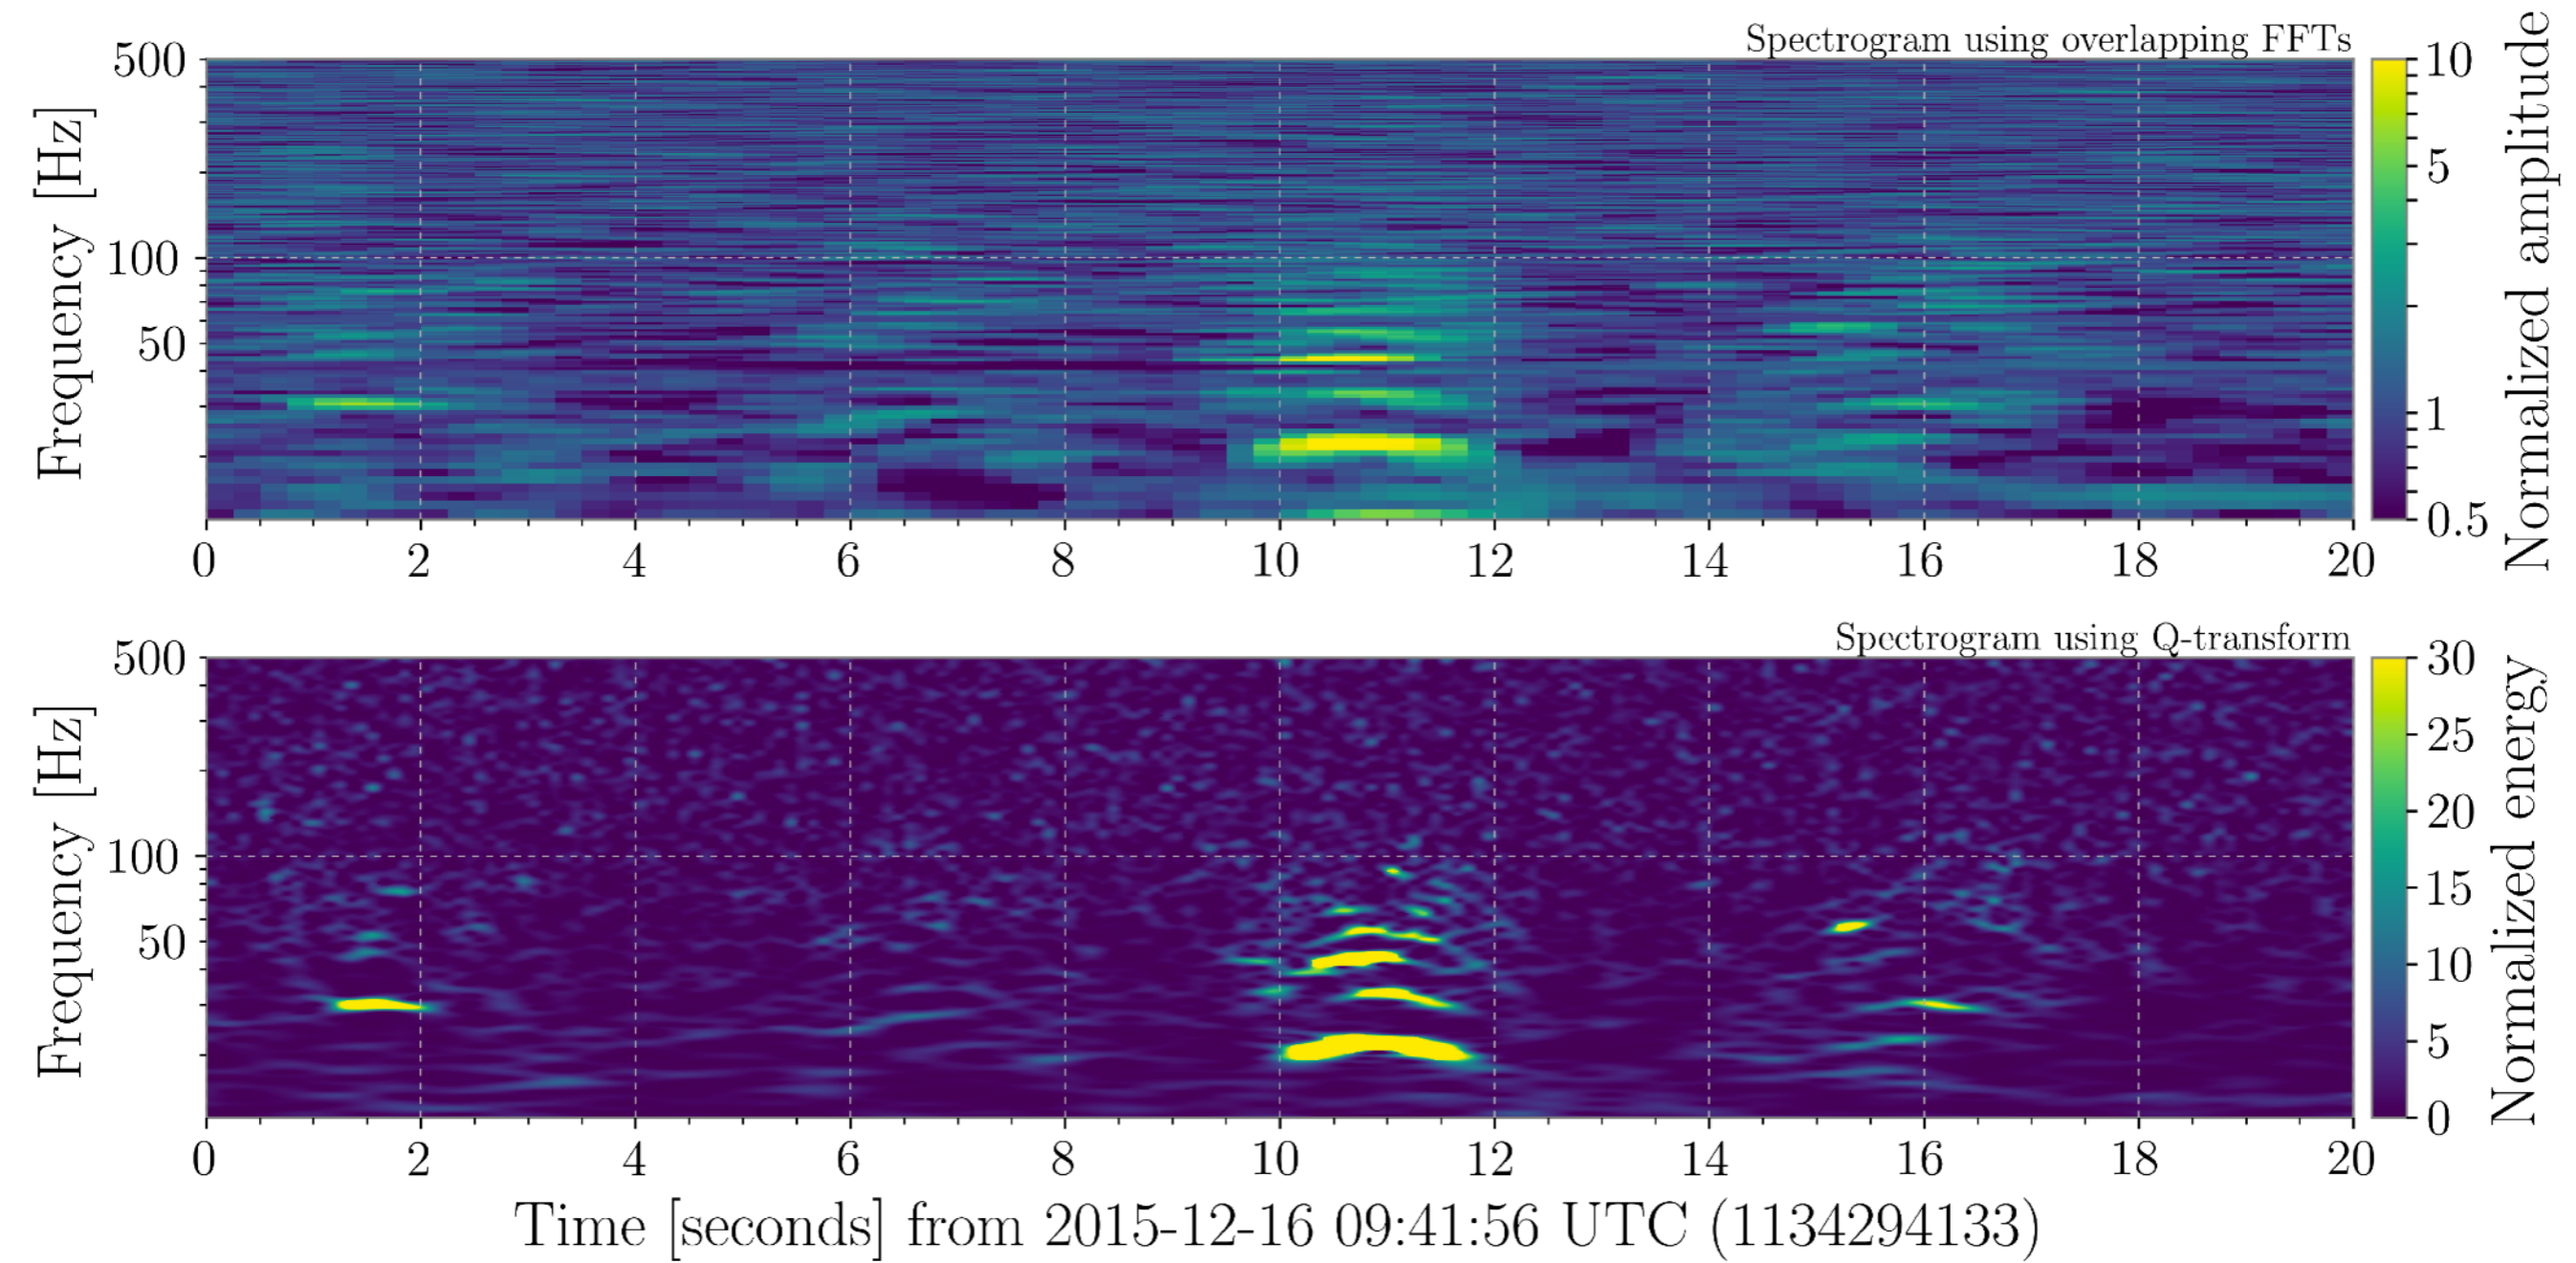 Spectrogram using overlapping FFTs
Frequency [Hz]
500
100
50
0 2 4 6 8 10 12 14 16 18 20
10
5
1
0.5
Normalized amplitude
Spectrogram using Q-transform
Frequency [Hz]
500
100
50
0 2 4 6 8 10 12 14 16 18 20
30
25
20
15
10
5
0
Normalized energy
Time [seconds] from 2015-12-16 09:41:56 UTC (1134294133)